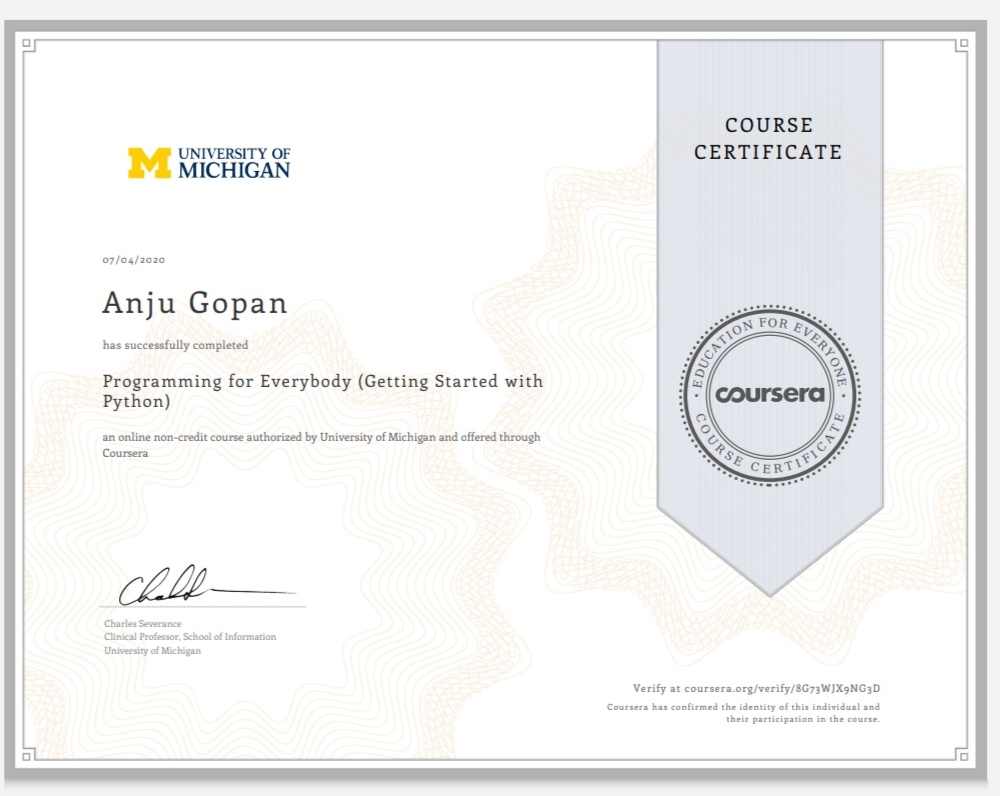 UNIVERSITY OF
MICHIGAN
COURSE
CERTIFICATE
07/04/2020
Anju Gopan
has successfully completed
Programming for Everybody (Getting Started with
Python)
an online non-credit course authorized by University of Michigan and offered through
Coursera
EDUCATION FOR EVERYONE
coursera
COURSE CERTIFICATE
Charles Severance
Clinical Professor, School of Information
University of Michigan
Verify at coursera.org/verify/8G73WJX9NG3D
Coursera has confirmed the identity of this individual and
their participation in the course.